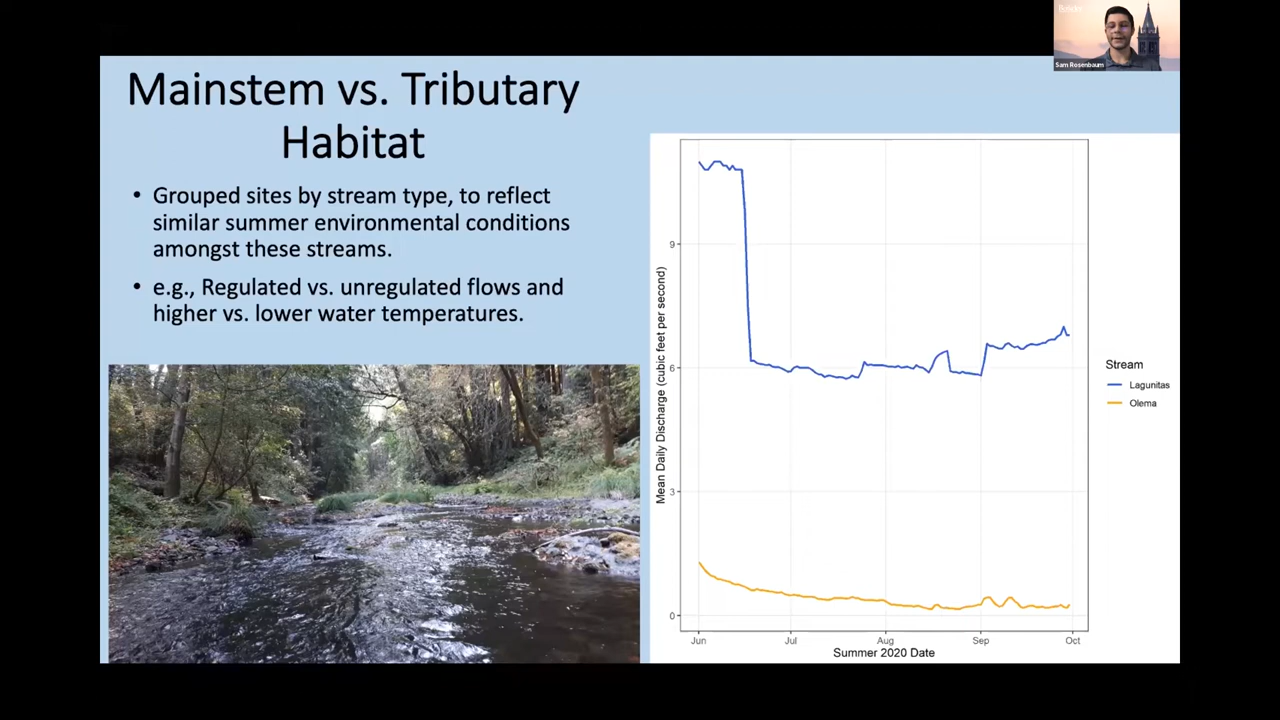 Mainstem vs. Tributary
Habitat
• Grouped sites by stream type, to reflect
similar summer environmental conditions
amongst these streams.
• e.g., Regulated vs. unregulated flows and
higher vs. lower water temperatures.
Sam Rosenbaum
Mean Daily Discharge (cubic feet per second)
9
6
3
0
Jun
Jul
Aug
Sep
Oct
Summer 2020 Date
Stream
Lagunitas
Olema